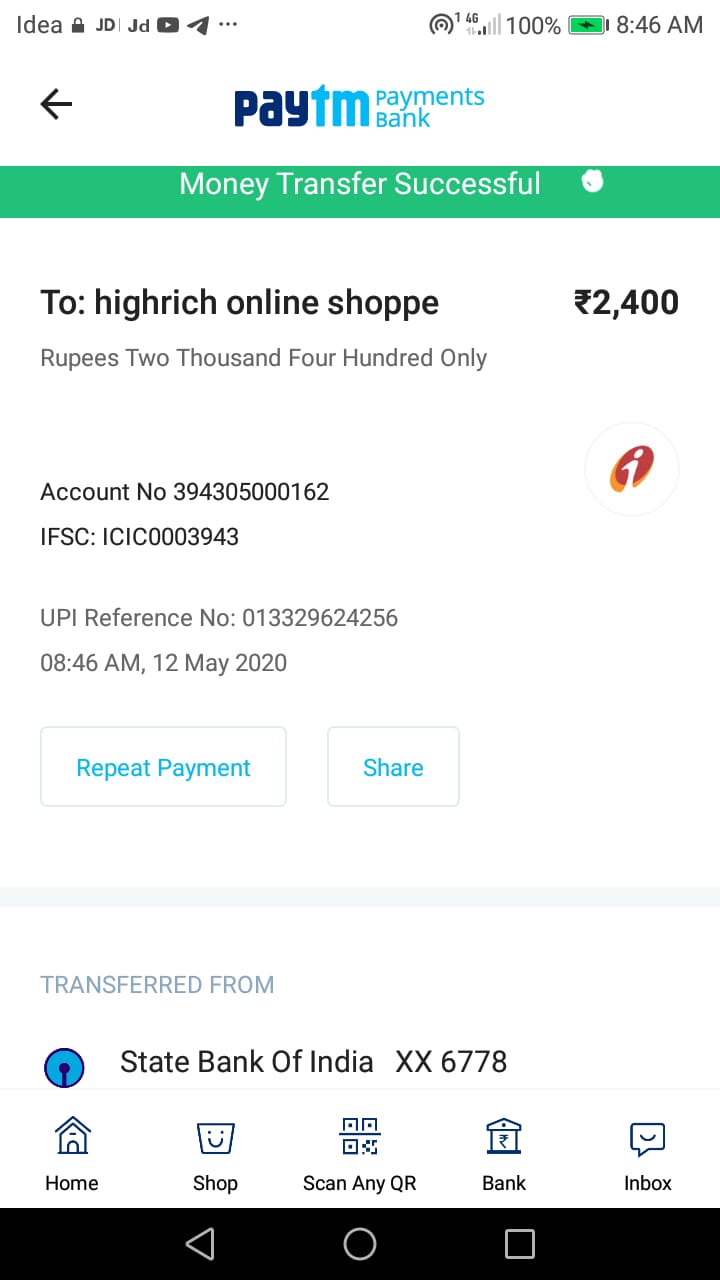 Idea JD Jd ... 1 4G 100% 8:46 AM
paytm payments bank
Money Transfer Successful
To: highrich online shoppe ₹2,400
Rupees Two Thousand Four Hundred Only
Account No 394305000162
IFSC: ICIC0003943
UPI Reference No: 013329624256
08:46 AM, 12 May 2020
Repeat Payment Share
TRANSFERRED FROM
State Bank Of India XX 6778
Home Shop Scan Any QR Bank Inbox